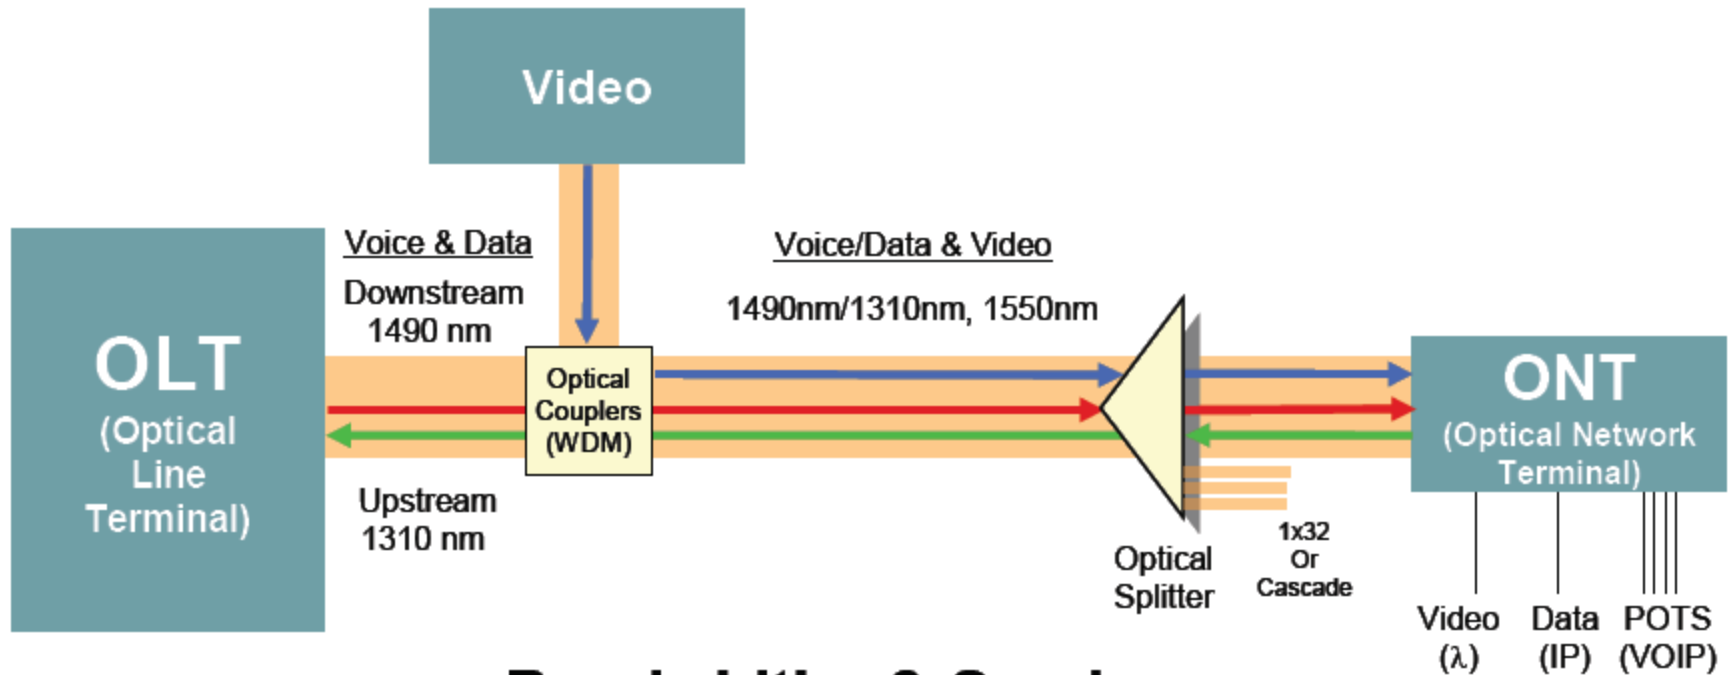 Video
Voice & Data
Downstream
1490 nm
Voice/Data & Video
1490nm/1310nm, 1550nm
OLT
(Optical
Line
Terminal)
Optical
Couplers
(WDM)
ONT
(Optical Network
Terminal)
Upstream
1310 nm
Optical
Splitter
1x32
Or
Cascade
Video
(λ)
Data
(IP)
POTS
(VOIP)